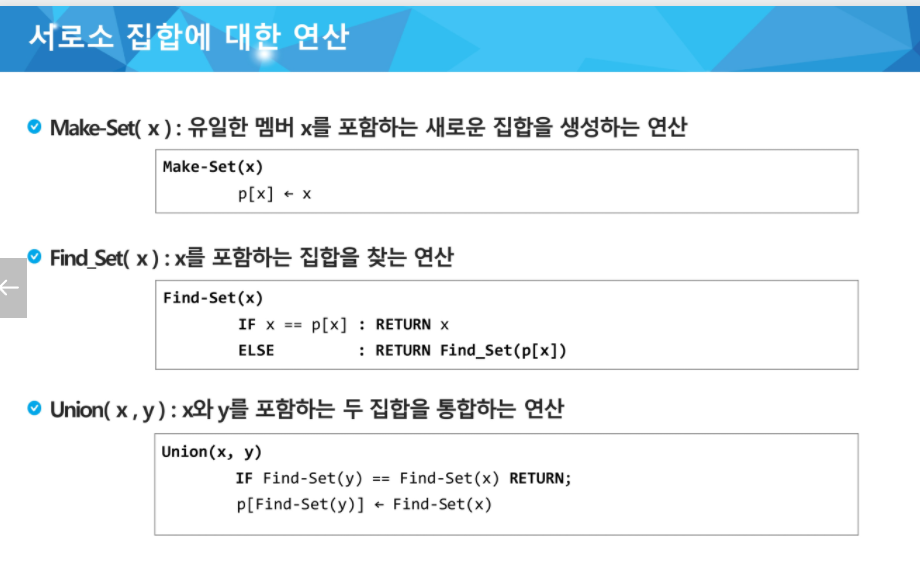 서로소 집합에 대한 연산
Make-Set( x ) : 유일한 멤버 x를 포함하는 새로운 집합을 생성하는 연산
Make-Set(x)
p[x] ← x
Find_Set( x ) : x를 포함하는 집합을 찾는 연산
Find-Set(x)
IF x == p[x] : RETURN x
ELSE : RETURN Find_Set(p[x])
Union( x , y ) : x와 y를 포함하는 두 집합을 통합하는 연산
Union(x, y)
IF Find-Set(y) == Find-Set(x) RETURN;
p[Find-Set(y)] ← Find-Set(x)